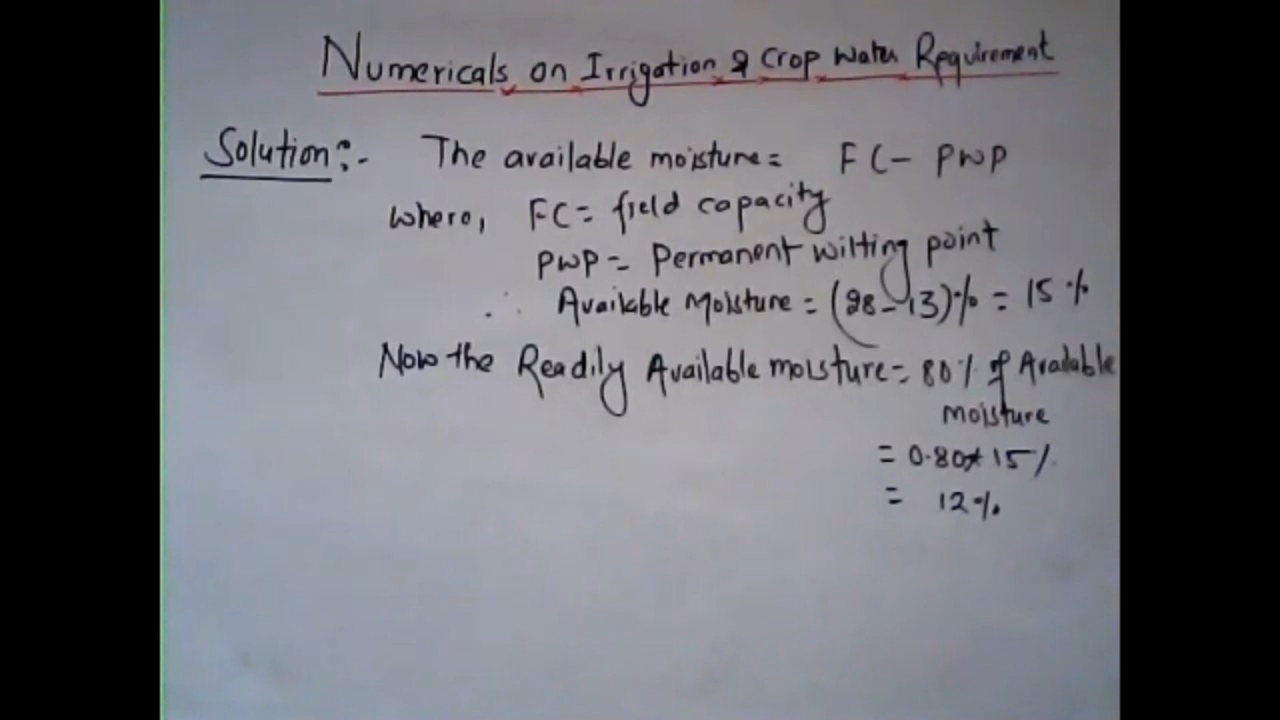 Numericals on Irrigation & Crop Water Requirement
Solution:- The available moisture = FC - PWP
where, FC = field capacity
PWP = Permanent wilting point
∴ Available Moisture = (28-13)% = 15%
Now the Readily Available moisture = 80% of Available
moisture
= 0.80* 15%
= 12%